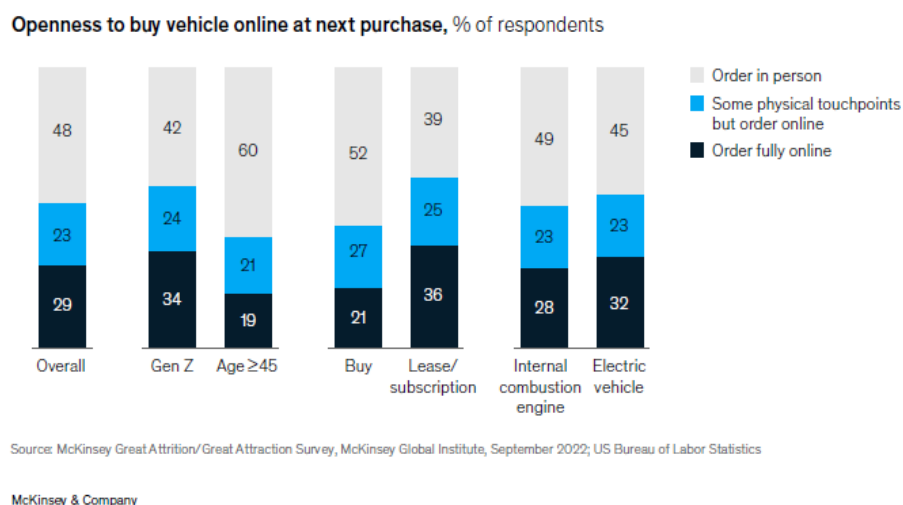 Openness to buy vehicle online at next purchase, % of respondents
Order in person
Some physical touchpoints
but order online
Order fully online
48
42
60
52
39
49
45
23
24
21
27
25
23
23
29
34
19
21
36
28
32
Overall
Gen Z
Age ≥45
Buy
Lease/
subscription
Internal
combustion
engine
Electric
vehicle
Source: McKinsey Great Attrition/Great Attraction Survey, McKinsey Global Institute, September 2022; US Bureau of Labor Statistics
McKinsey & Company